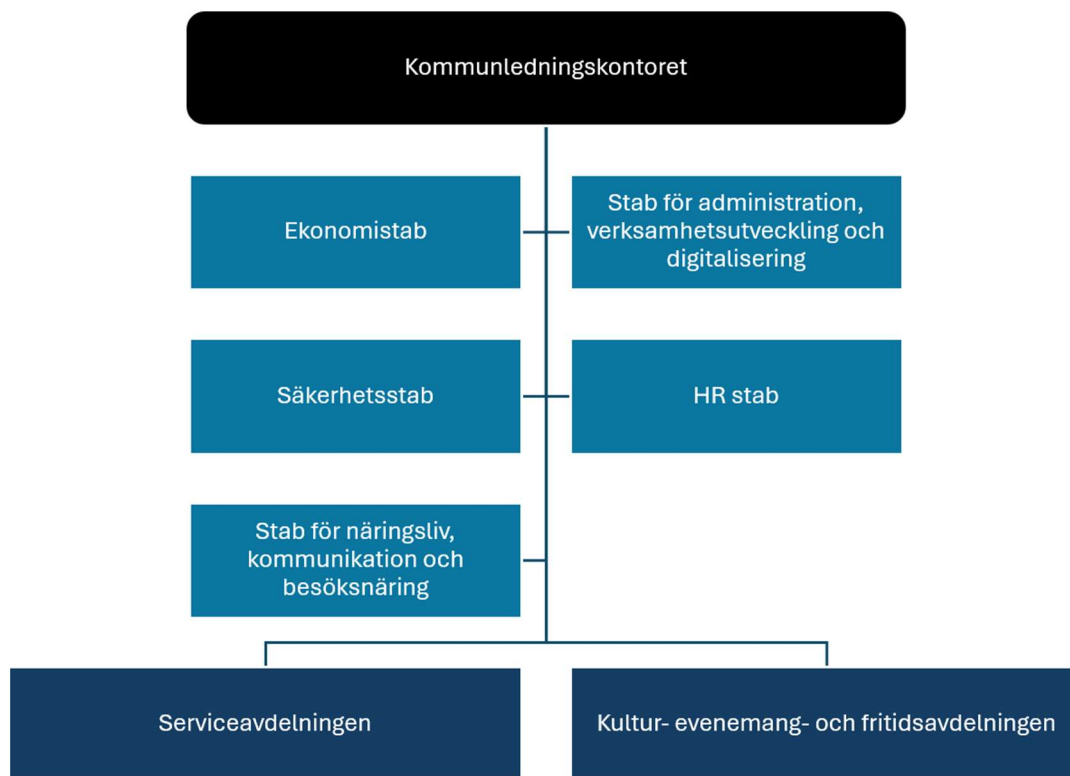 Kommunledningskontoret
Ekonomistab
Stab för administration,
verksamhetsutveckling och
digitalisering
Säkerhetsstab
HR stab
Stab för näringsliv,
kommunikation och
besöksnäring
Serviceavdelningen
Kultur- evenemang- och fritidsavdelningen